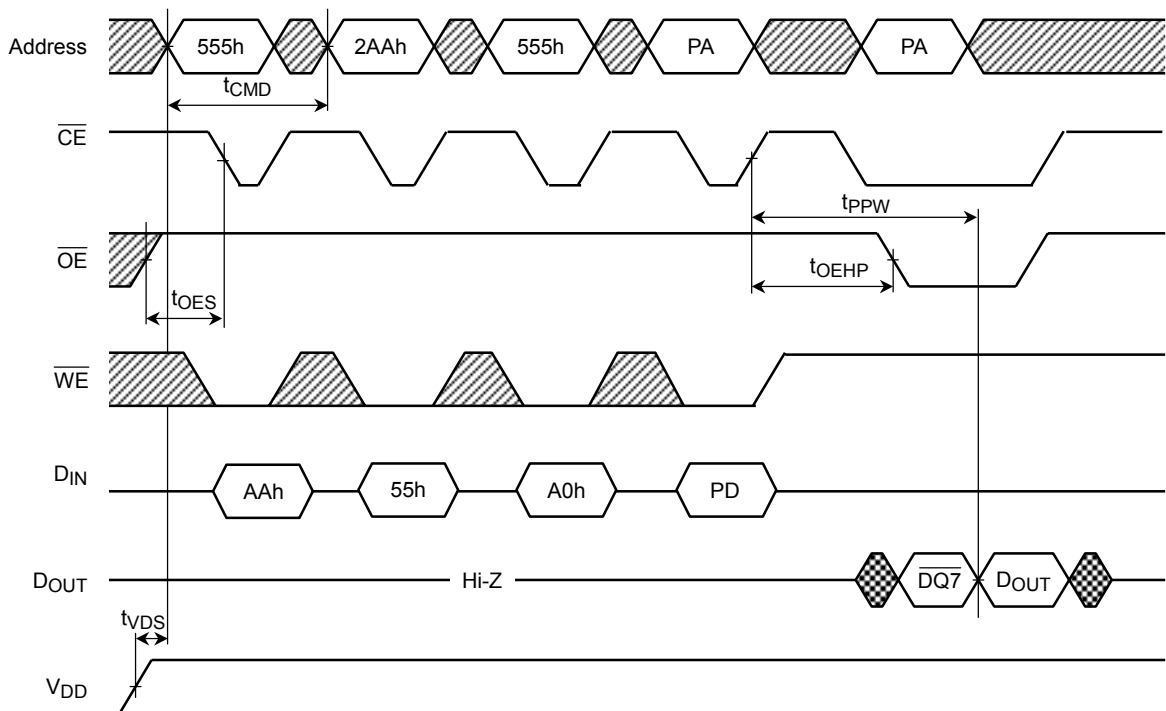 Address 555h 2AAh 555h PA PA
tCMD
CE
tPPW
OE
tOEHP
tOES
WE
DIN AAh 55h A0h PD
DOUT Hi-Z DQ7 DOUT
tVDS
VDD